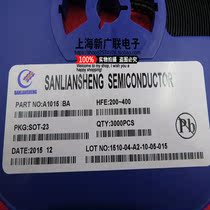 上海新广联电子
SANLIANSHENG
SANLIANSHENG SEMICONDUCTOR
PART NO:A1015 BA HFE:200-400
PKG:SOT-23 QTY:3000PCS
Pb
DATE:2015 12 LOT NO:1510-04-A2-10-05-015